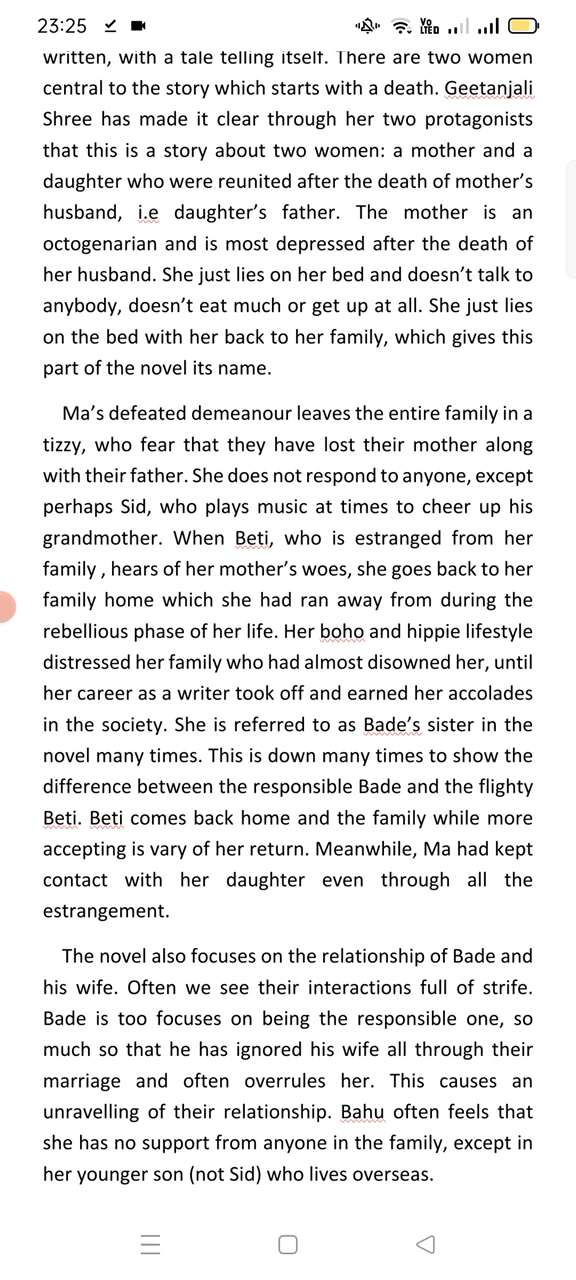 23:25
VO
LTED
written, with a tale telling itself. There are two women
central to the story which starts with a death. Geetanjali
Shree has made it clear through her two protagonists
that this is a story about two women: a mother and a
daughter who were reunited after the death of mother's
husband, i.e daughter's father. The mother is an
octogenarian and is most depressed after the death of
her husband. She just lies on her bed and doesn't talk to
anybody, doesn't eat much or get up at all. She just lies
on the bed with her back to her family, which gives this
part of the novel its name.
Ma's defeated demeanour leaves the entire family in a
tizzy, who fear that they have lost their mother along
with their father. She does not respond to anyone, except
perhaps Sid, who plays music at times to cheer up his
grandmother. When Beti, who is estranged from her
family , hears of her mother's woes, she goes back to her
family home which she had ran away from during the
rebellious phase of her life. Her boho and hippie lifestyle
distressed her family who had almost disowned her, until
her career as a writer took off and earned her accolades
in the society. She is referred to as Bade's sister in the
novel many times. This is down many times to show the
difference between the responsible Bade and the flighty
Beti. Beti comes back home and the family while more
accepting is vary of her return. Meanwhile, Ma had kept
contact with her daughter even through all the
estrangement.
The novel also focuses on the relationship of Bade and
his wife. Often we see their interactions full of strife.
Bade is too focuses on being the responsible one, so
much so that he has ignored his wife all through their
marriage and often overrules her. This causes an
unravelling of their relationship. Bahu often feels that
she has no support from anyone in the family, except in
her younger son (not Sid) who lives overseas.